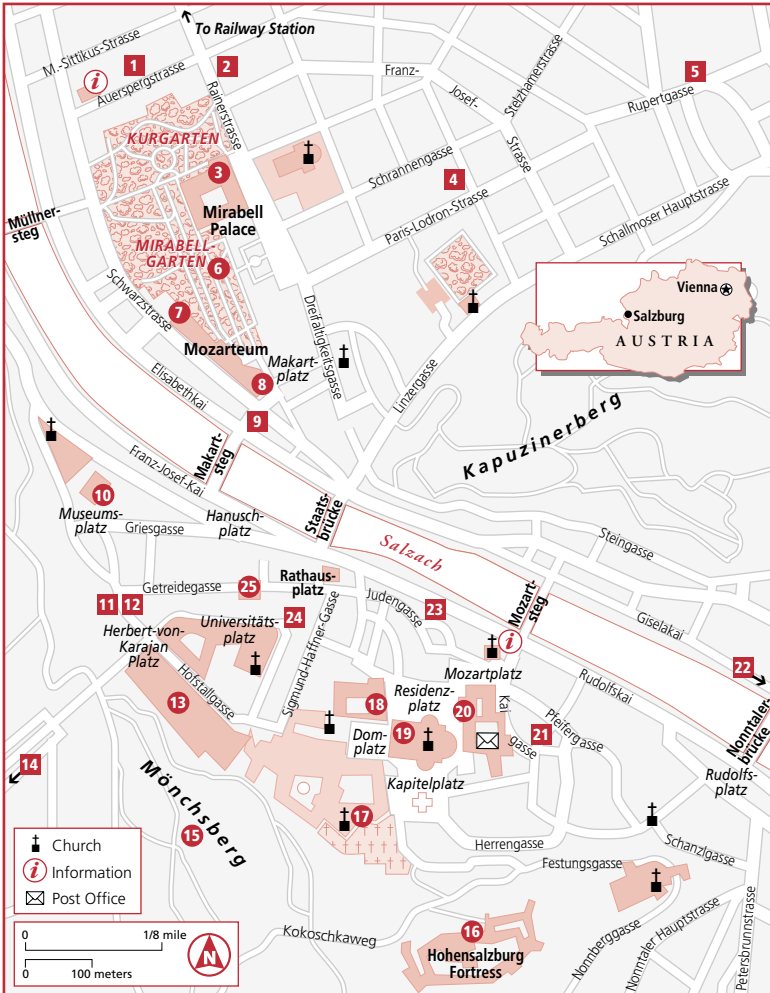 To Railway Station
M.-Sittikus-Strasse
1
2
5
i
Auerspergstrasse
Rainerstrasse
Franz-
Josef-
Strasse
Stelzhamelstrasse
Rupertgasse
KURGARTEN
3
Schrannengasse
4
Mirabell
Palace
Paris-Lodron-Strasse
Schallmoser Hauptstrasse
Müllner-
steg
MIRABELL-
GARTEN
6
Schwarzstrasse
7
Dreifaltigkeitsgasse
Vienna
Salzburg
AUSTRIA
Mozarteum
Makart-
platz
8
Linzergasse
Elisabethkai
9
Kapuzinerberg
Makart-
steg
Franz-Josef-Kai
10
Museums-
platz
Hanusch-
platz
Staats-
brücke
Griesgasse
Salzach
Steingasse
Getreidegasse
25
Rathaus-
platz
Judengasse
23
Mozart-
steg
Giselakai
11
12
Universitäts-
platz
24
Herbert-von-
Karajan
Platz
Sigmund-Haffner-Gasse
i
Mozartplatz
Rudolfskai
22
Hofstallgasse
13
18
Residenz-
platz
20
Kai
gasse
Pfeifergasse
21
Nonntaler-
brücke
Dom-
platz
19
14
Kapitelplatz
Rudolfs-
platz
Mönchsberg
15
17
Herrengasse
Schanzlgasse
Festungsgasse
Church
i Information
Post Office
Kokoschkaweg
16
Hohensalzburg
Fortress
Nonnberggasse
Nonntaler Hauptstrasse
Petersbrunnstrasse
0 1/8 mile
0 100 meters
N